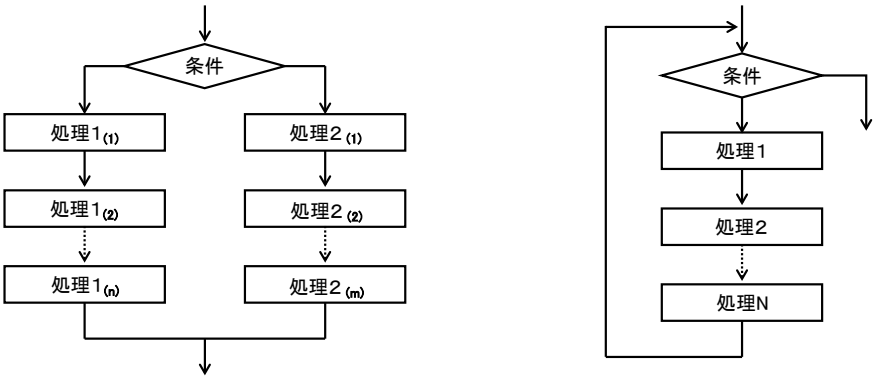 条件
処理1(1)
処理2(1)
処理1(2)
処理2(2)
処理1(n)
処理2(m)
条件
処理1
処理2
処理N